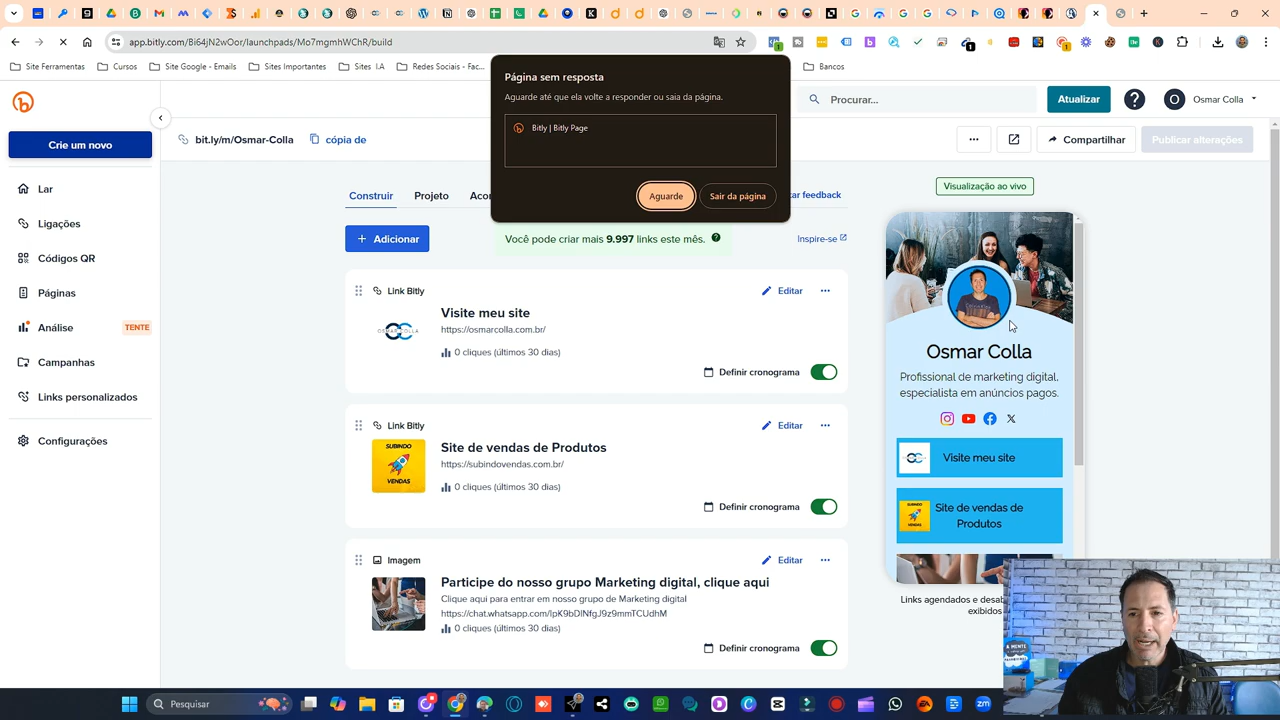 app.bitly.com/Bi64jN2wOor/launchpads/Mo7mgmhWChR/build
Site Ferramentas
Cursos
Site Google - Emails
Sites Importantes
Sites I.A
Redes Sociais - Fac...
Bancos
Página sem resposta
Aguarde até que ela volte a responder ou saia da página.
Bitly | Bitly Page
Aguarde
Sair da página
Procurar...
Atualizar
?
O
Osmar Colla
Crie um novo
bit.ly/m/Osmar-Colla
cópia de
Compartilhar
Publicar alterações
Lar
Ligações
Códigos QR
Páginas
Análise
TENTE
Campanhas
Links personalizados
Configurações
Construir
Projeto
ar feedback
Adicionar
Você pode criar mais 9.997 links este mês.
Inspire-se
Link Bitly
Editar
Visite meu site
https://osmarcolla.com.br/
0 cliques (últimos 30 dias)
Definir cronograma
OSMAR COLLA
Link Bitly
Editar
Site de vendas de Produtos
https://subindovendas.com.br/
0 cliques (últimos 30 dias)
Definir cronograma
SUBINDO
VENDAS
Imagem
Editar
Participe do nosso grupo Marketing digital, clique aqui
Clique aqui para entrar em nosso grupo de Marketing digital
0 cliques (últimos 30 dias)
Definir cronograma
Visualização ao vivo
Osmar Colla
Profissional de marketing digital,
especialista em anúncios pagos.
Visite meu site
Site de vendas de
Produtos
Links agendados e desab
exibidos
Pesquisar